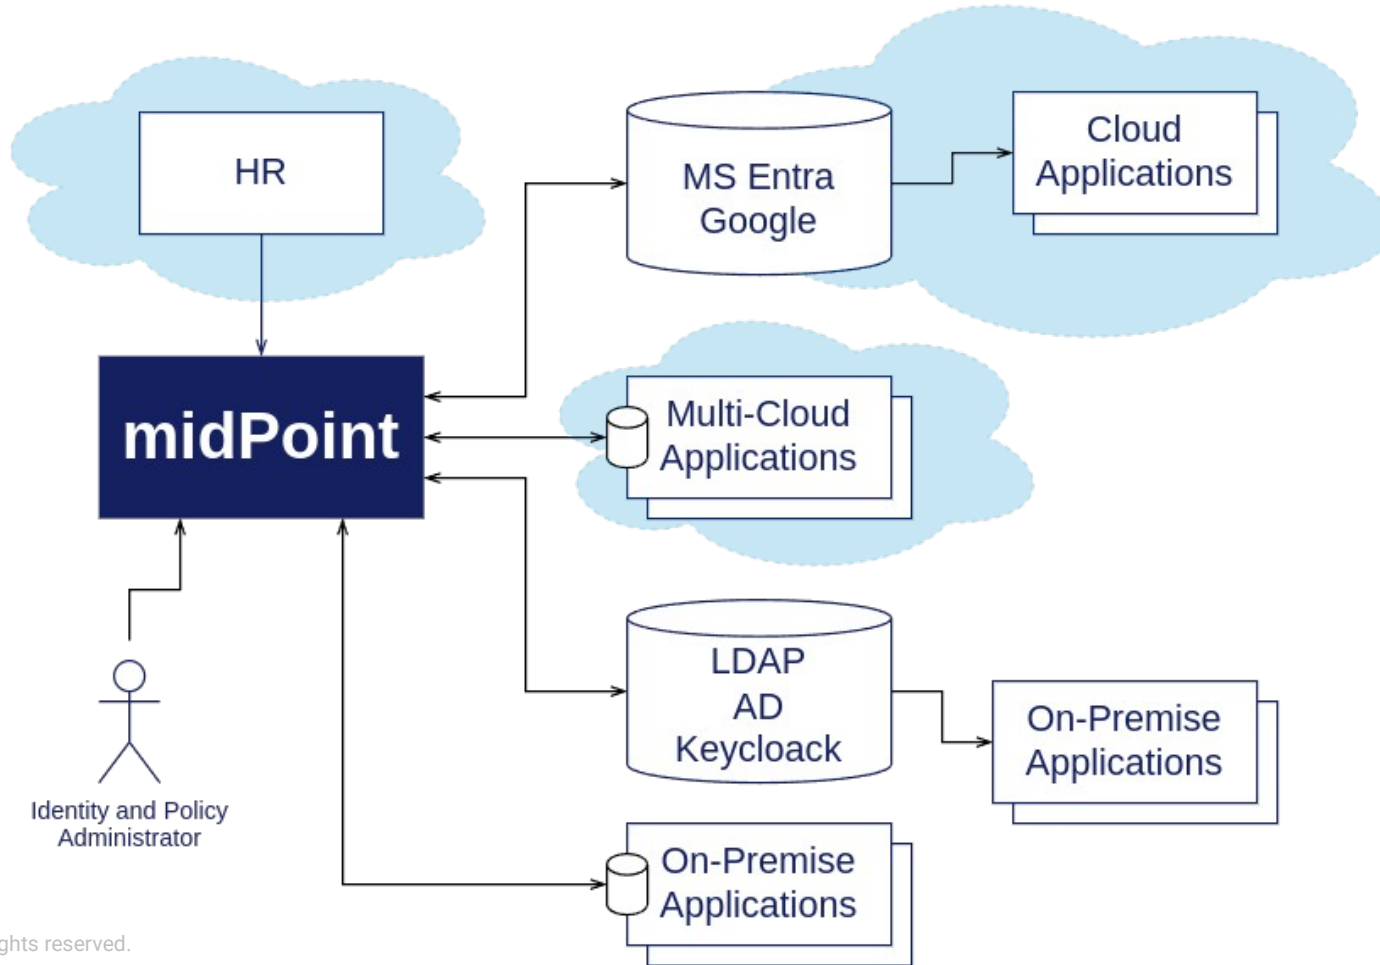 HR
MS Entra
Google
Cloud
Applications
midPoint
Multi-Cloud
Applications
LDAP
AD
Keycloack
On-Premise
Applications
Identity and Policy
Administrator
On-Premise
Applications
ghts reserved.